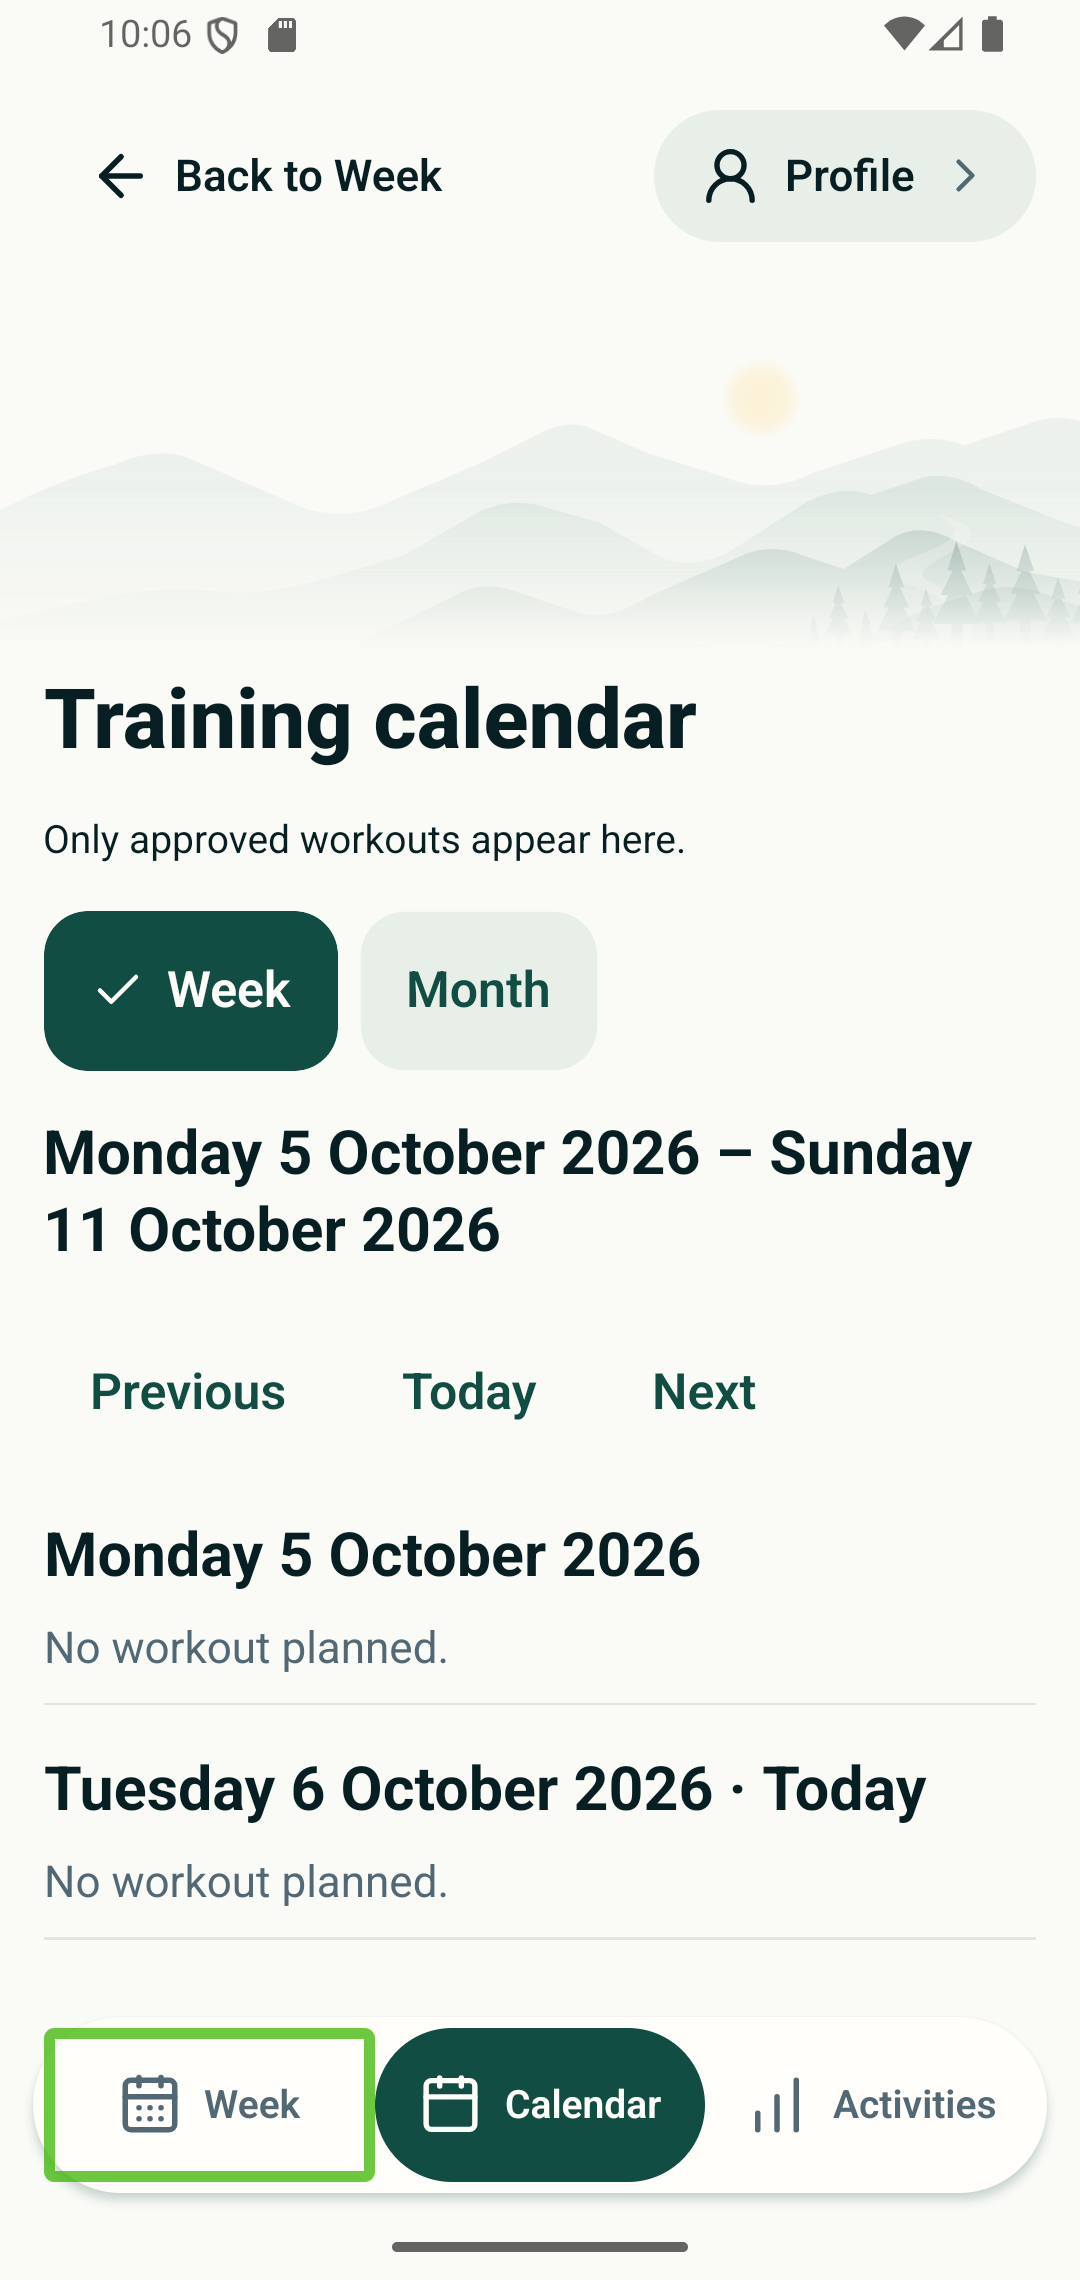 10:06
Back to Week
Profile
Training calendar
Only approved workouts appear here.
Week
Month
Monday 5 October 2026 – Sunday
11 October 2026
Previous
Today
Next
Monday 5 October 2026
No workout planned.
Tuesday 6 October 2026 · Today
No workout planned.
Week
Calendar
Activities